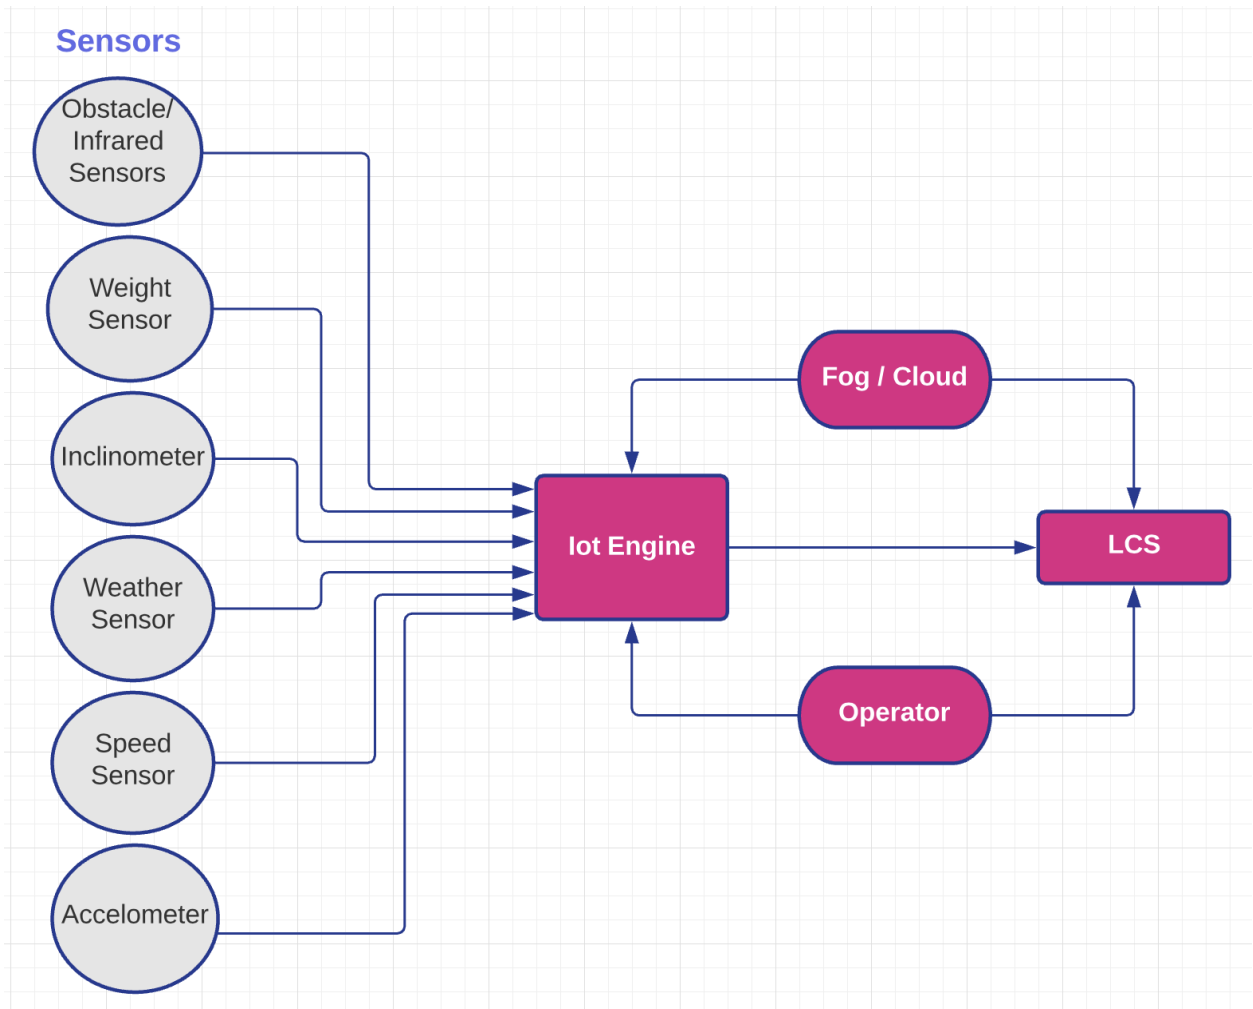 Sensors
Obstacle/
Infrared
Sensors
Weight
Sensor
Inclinometer
Weather
Sensor
Speed
Sensor
Accelometer
Fog / Cloud
Iot Engine
LCS
Operator